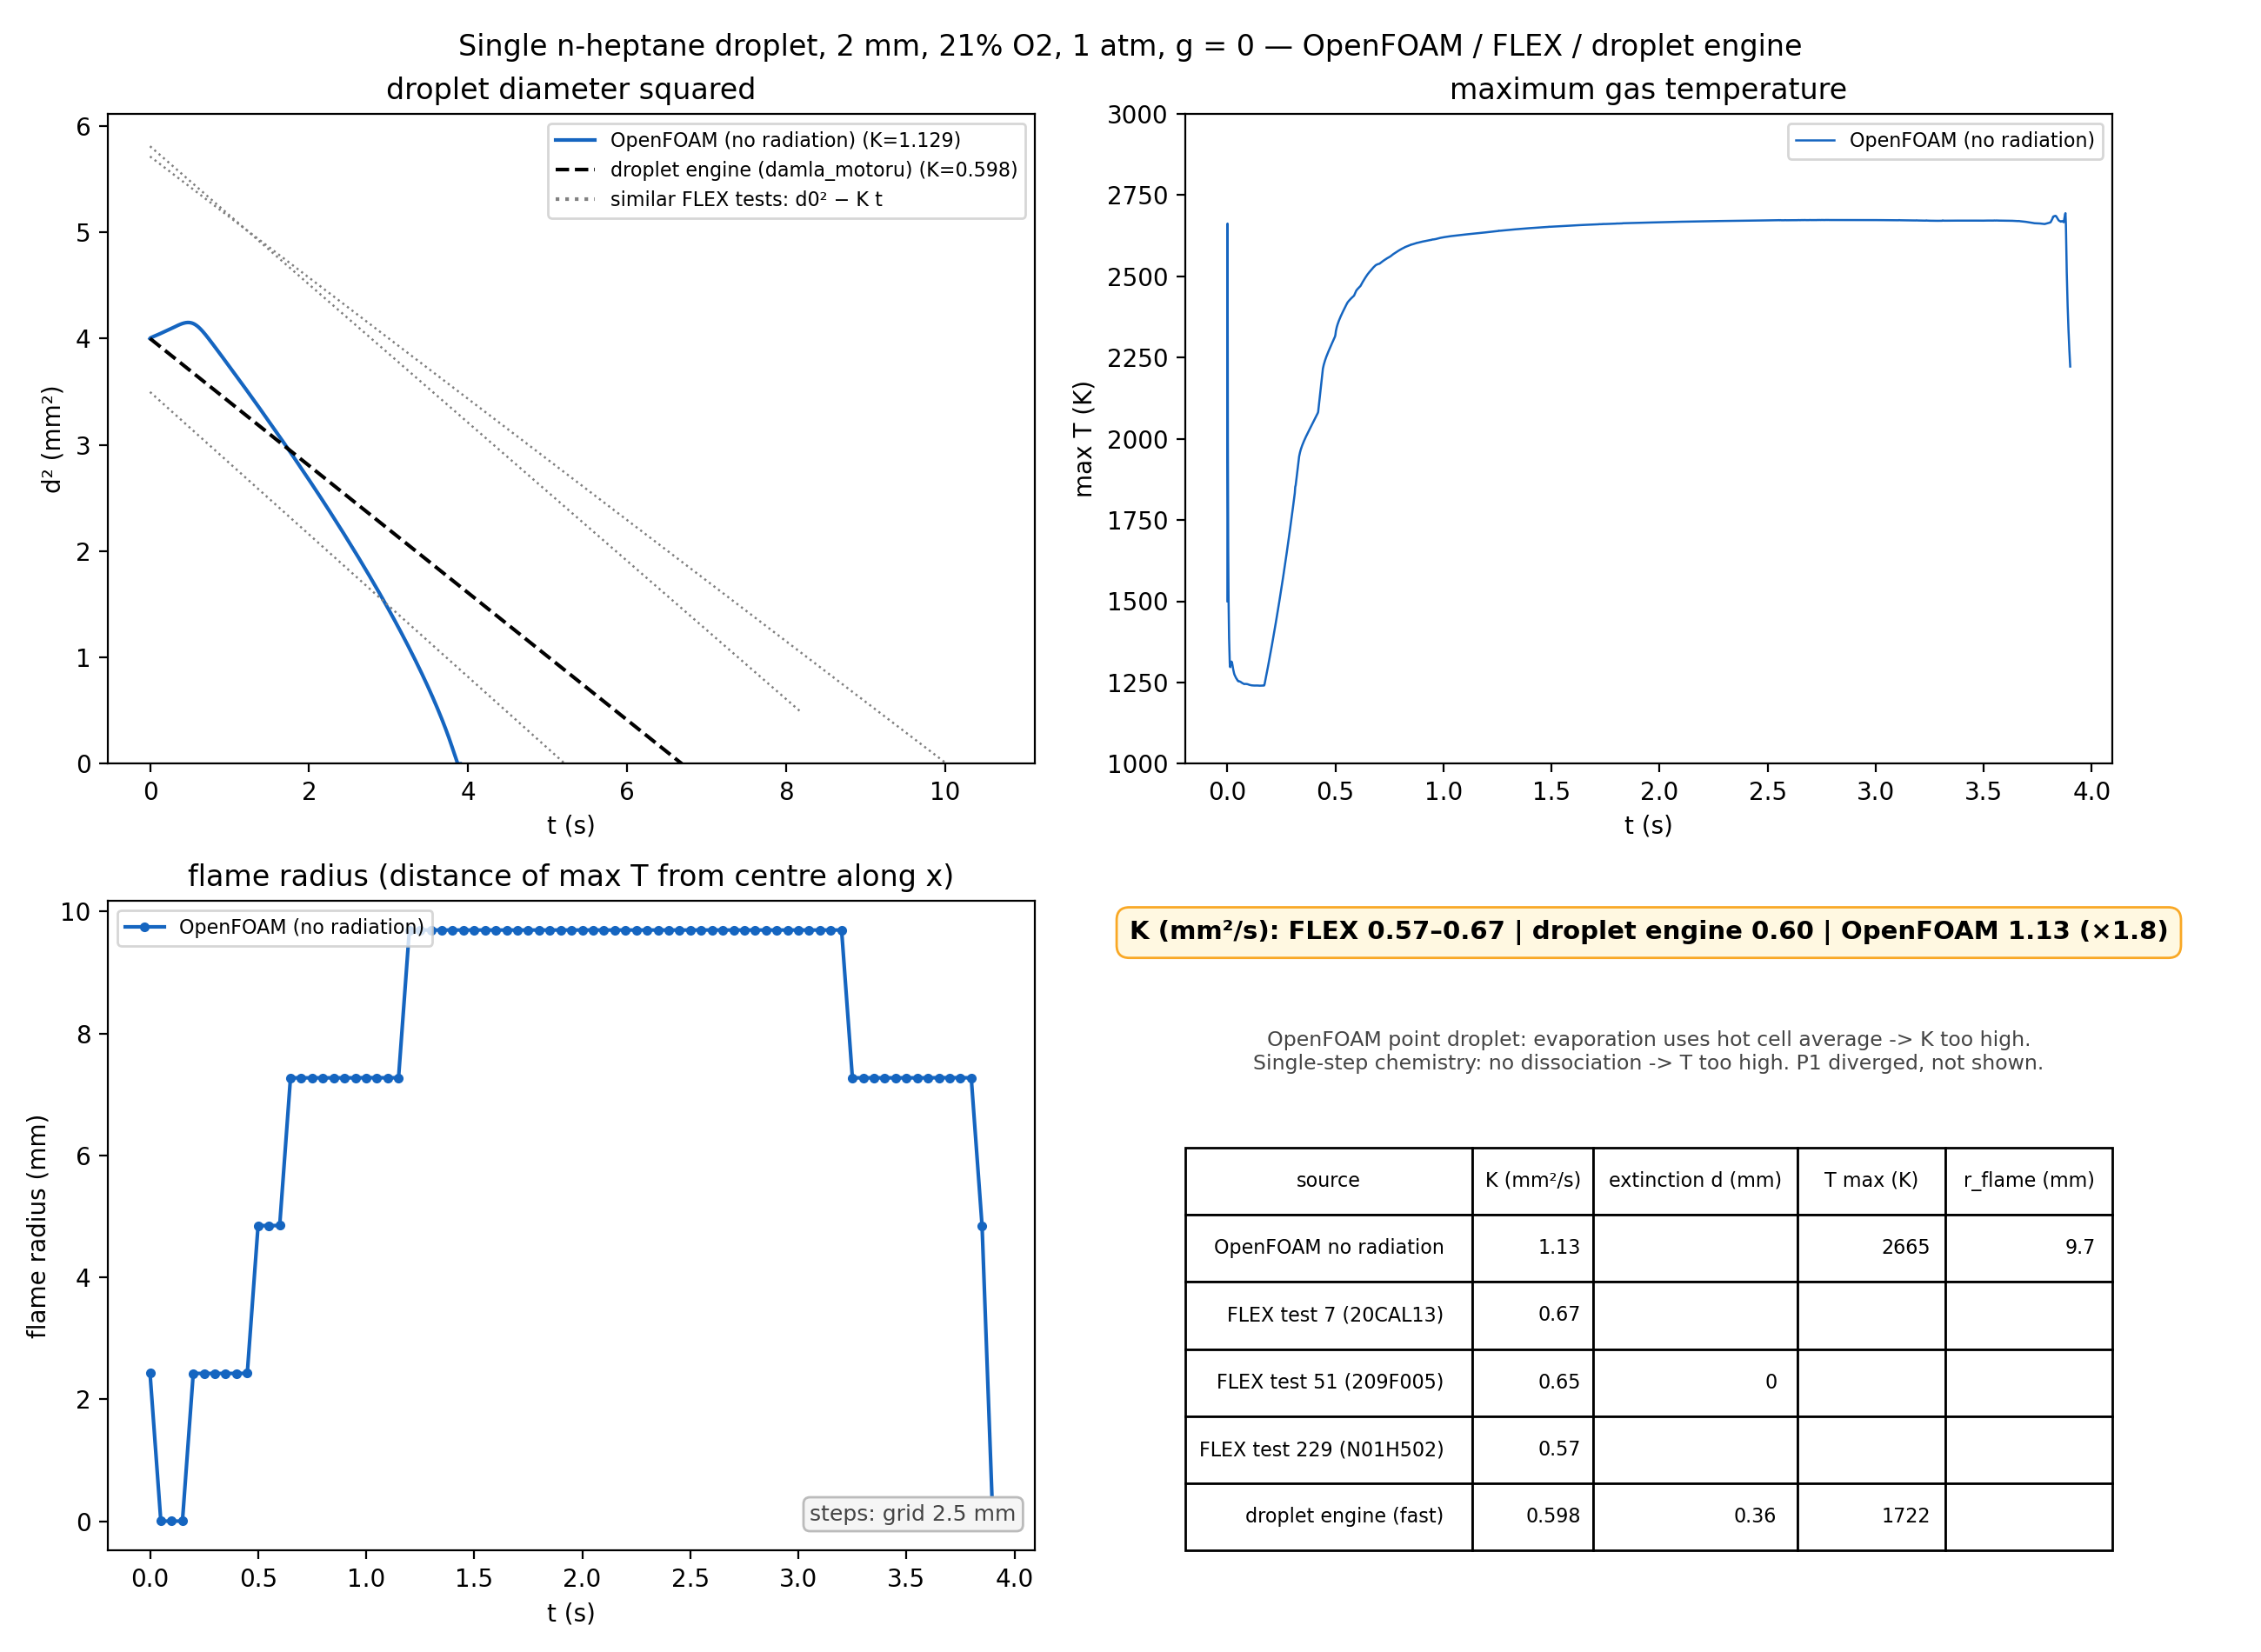 Single n-heptane droplet, 2 mm, 21% O2, 1 atm, g = 0 — OpenFOAM / FLEX / droplet engine
droplet diameter squared
6
5
4
3
2
1
0
d² (mm²)
OpenFOAM (no radiation) (K=1.129)
droplet engine (damla_motoru) (K=0.598)
similar FLEX tests: d0² − K t
0 2 4 6 8 10
t (s)
maximum gas temperature
3000
2750
2500
2250
2000
1750
1500
1250
1000
max T (K)
OpenFOAM (no radiation)
0.0 0.5 1.0 1.5 2.0 2.5 3.0 3.5 4.0
t (s)
flame radius (distance of max T from centre along x)
10
8
6
4
2
0
flame radius (mm)
OpenFOAM (no radiation)
steps: grid 2.5 mm
0.0 0.5 1.0 1.5 2.0 2.5 3.0 3.5 4.0
t (s)
K (mm²/s): FLEX 0.57–0.67 | droplet engine 0.60 | OpenFOAM 1.13 (×1.8)
OpenFOAM point droplet: evaporation uses hot cell average -> K too high.
Single-step chemistry: no dissociation -> T too high. P1 diverged, not shown.
source K (mm²/s) extinction d (mm) T max (K) r_flame (mm)
OpenFOAM no radiation 1.13 2665 9.7
FLEX test 7 (20CAL13) 0.67
FLEX test 51 (209F005) 0.65 0
FLEX test 229 (N01H502) 0.57
droplet engine (fast) 0.598 0.36 1722